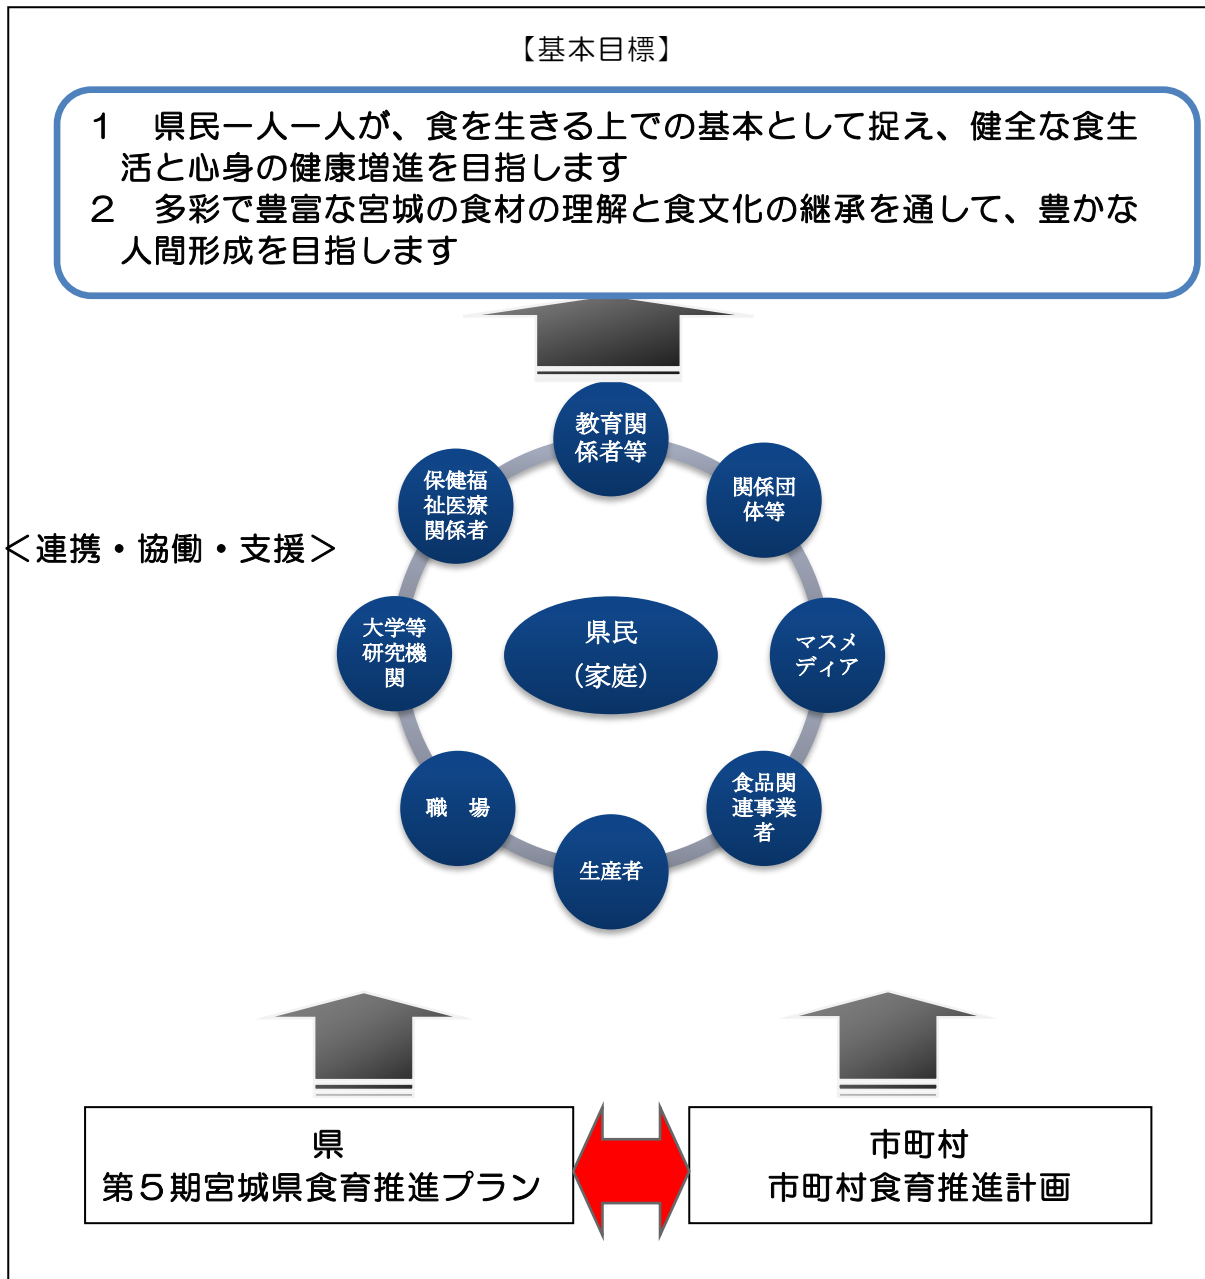 【基本目標】
１　県民一人一人が、食を生きる上での基本として捉え、健全な食生
活と心身の健康増進を目指します
２　多彩で豊富な宮城の食材の理解と食文化の継承を通して、豊かな
人間形成を目指します
教育関
係者等
保健福
祉医療
関係者
関係団
体等
＜連携・協働・支援＞
大学等
研究機
関
県民
（家庭）
マスメ
ディア
職　場
食品関
連事業
者
生産者
県
第５期宮城県食育推進プラン
市町村
市町村食育推進計画